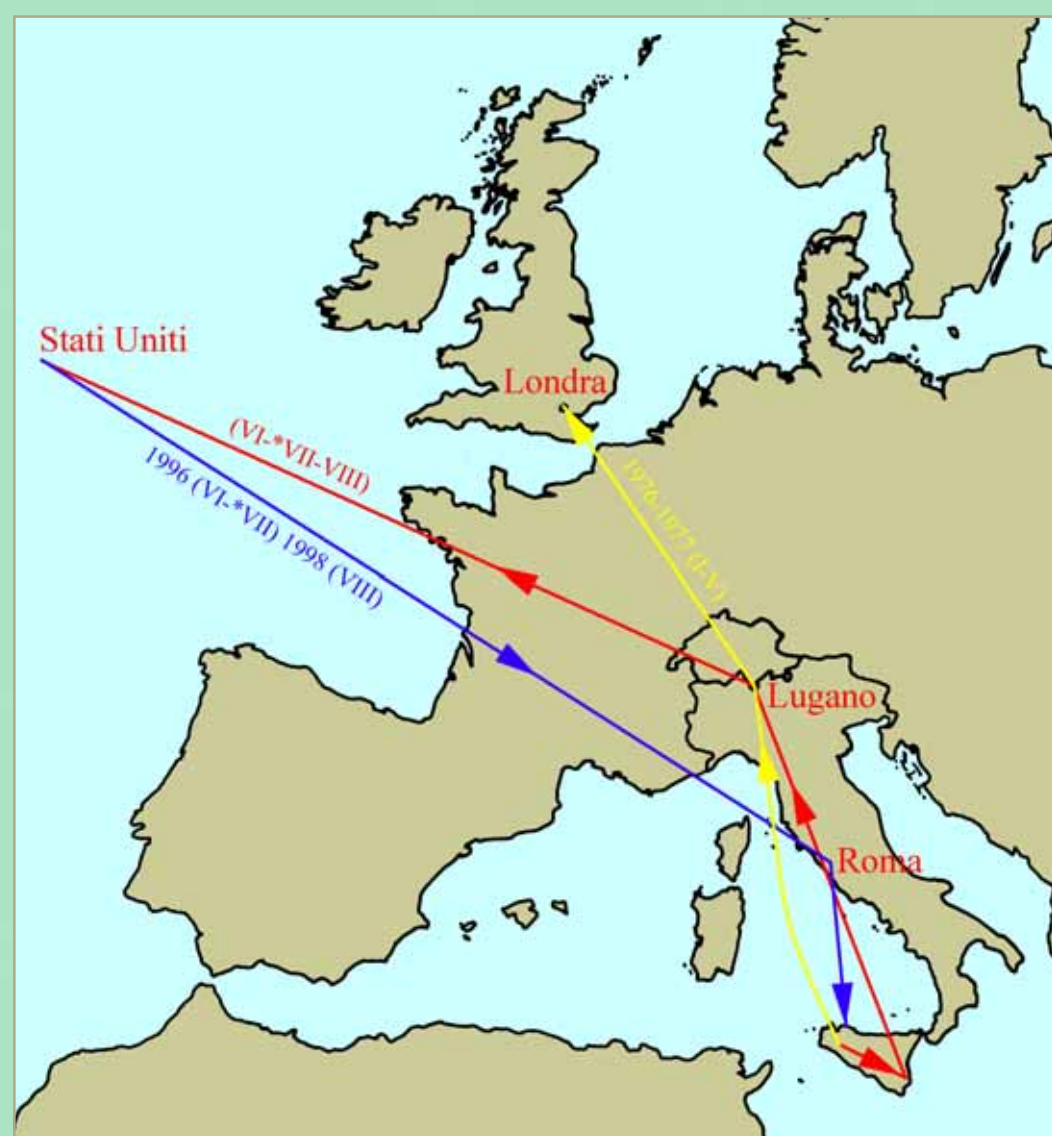 Stati Uniti
Londra
(VI-*VII-VIII)
1996 (VI-*VII) 1998 (VIII)
1976-1977 (I-V)
Lugano
Roma